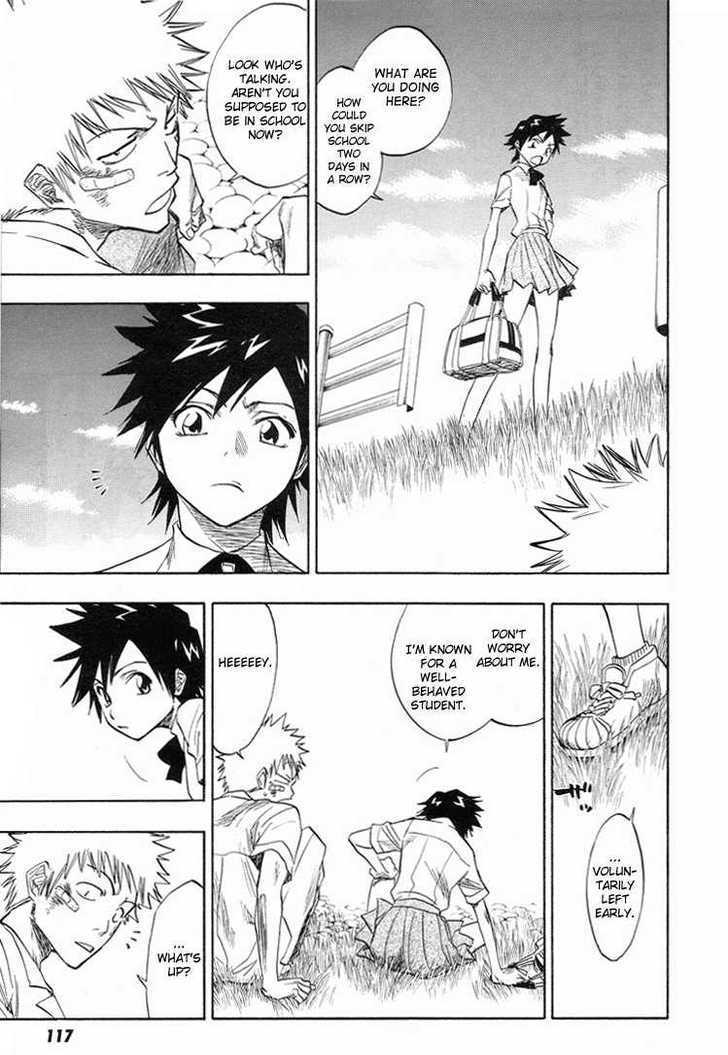 WHAT ARE
YOU DOING
HERE?
HOW
COULD
YOU SKIP
SCHOOL
TWO
DAYS IN
A ROW?
LOOK WHO'S
TALKING.
AREN'T YOU
SUPPOSED TO
BE IN SCHOOL
NOW?
...
VOLUN-
TARILY
LEFT
EARLY.
DON'T
WORRY
ABOUT ME.
I'M KNOWN
FOR A
WELL-
BEHAVED
STUDENT.
HEEEEEY.
...
WHAT'S
UP?
117